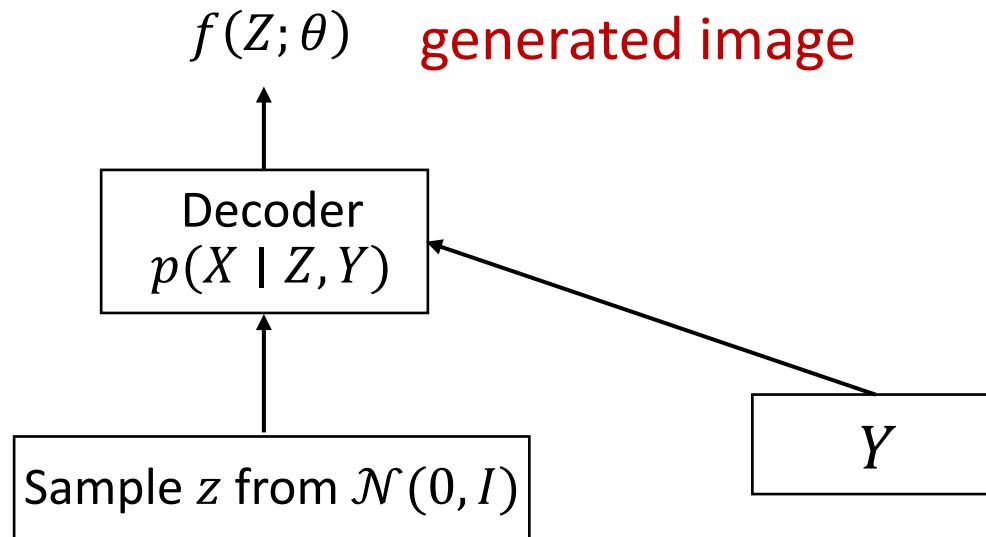 f(Z; θ) generated image
Decoder
p(X | Z, Y)
Y
Sample z from 𝒩(0, I)